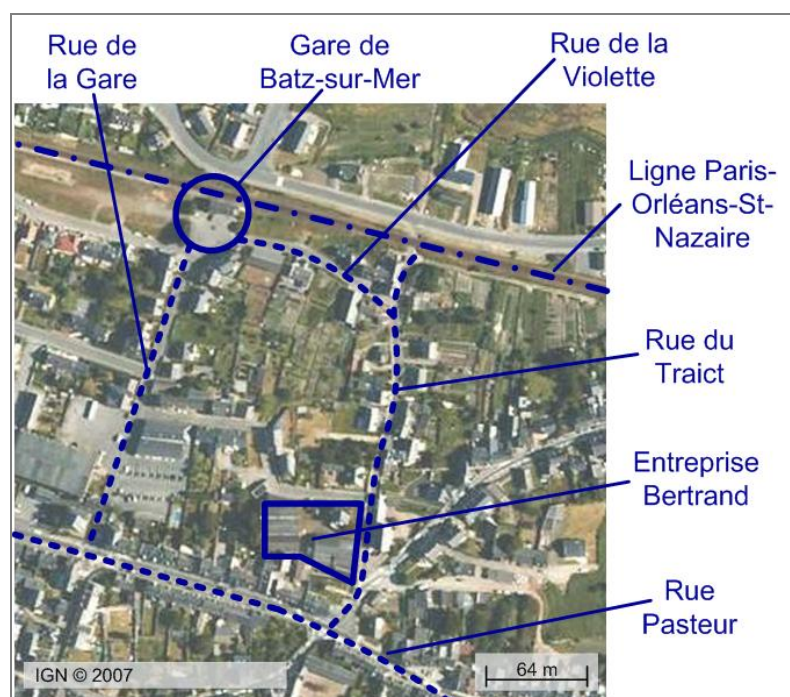 Rue de
la Gare
Gare de
Batz-sur-Mer
Rue de la
Violette
Ligne Paris-
Orléans-St-
Nazaire
Rue du
Traict
Entreprise
Bertrand
Rue
Pasteur
IGN © 2007
64 m